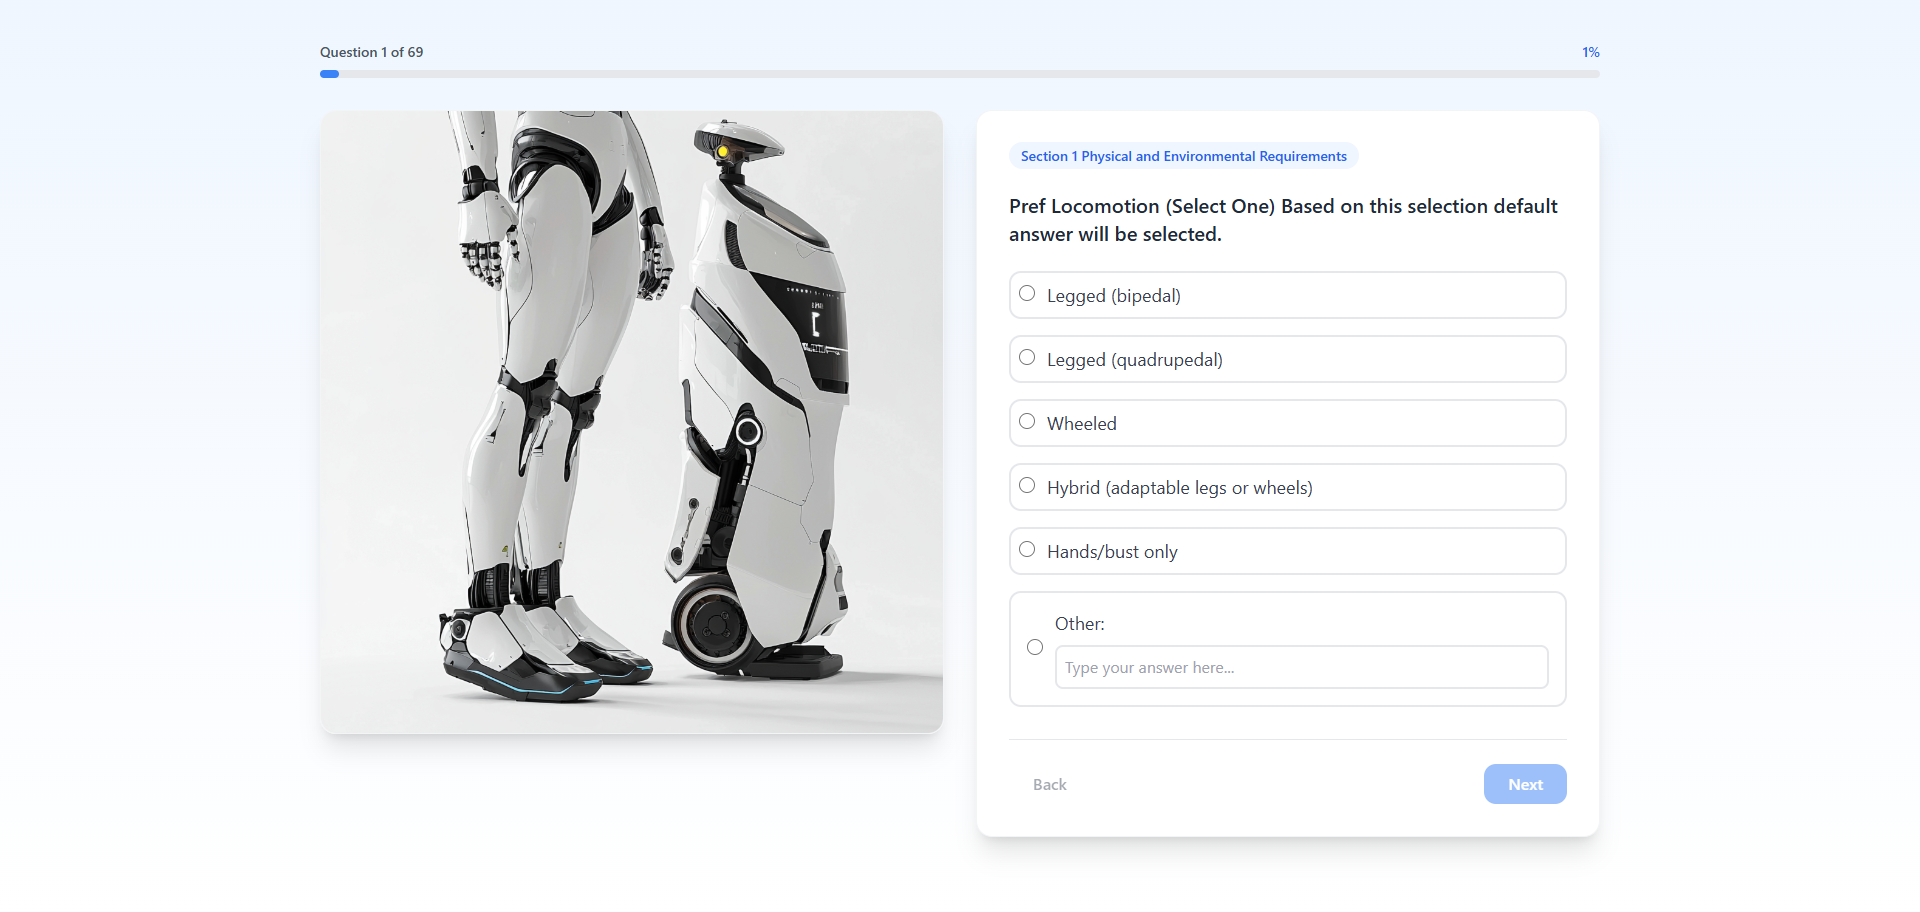 Question 1 of 69
1%
Section 1 Physical and Environmental Requirements
Pref Locomotion (Select One) Based on this selection default
answer will be selected.
Legged (bipedal)
Legged (quadrupedal)
Wheeled
Hybrid (adaptable legs or wheels)
Hands/bust only
Other:
Type your answer here...
Back
Next